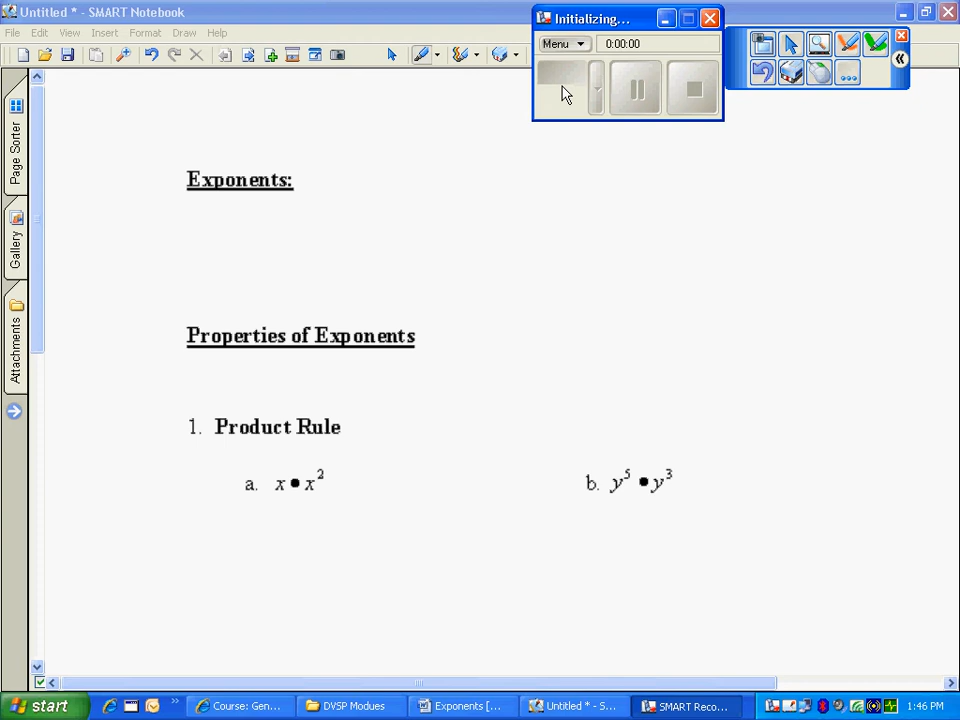 Untitled * - SMART Notebook
Initializing...
File Edit View Insert Format Draw Help
Menu 0:00:00
Page Sorter
Gallery
Attachments
Exponents:
Properties of Exponents
1. Product Rule
a. x • x² b. y⁵ • y³
start Course: Gen... DVSP Modues Exponents [... Untitled * - S... SMART Reco... 1:46 PM